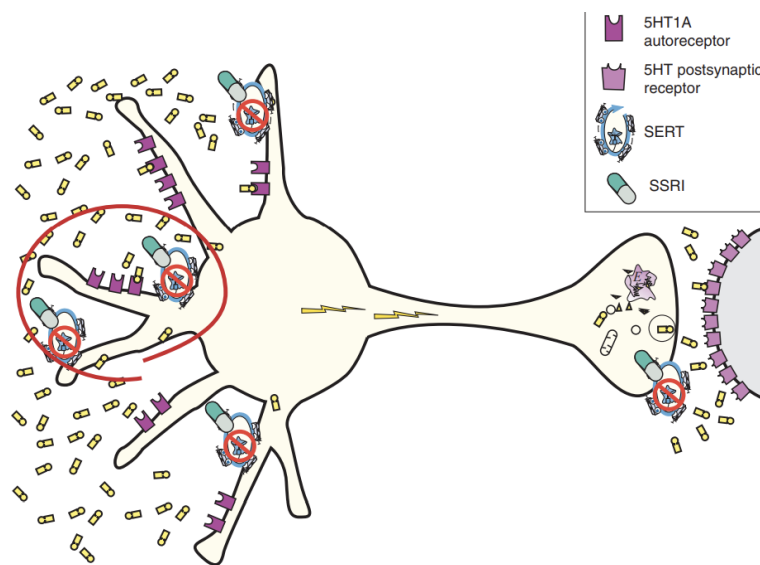 5HT1A
autoreceptor
5HT postsynaptic
receptor
SERT
SSRI